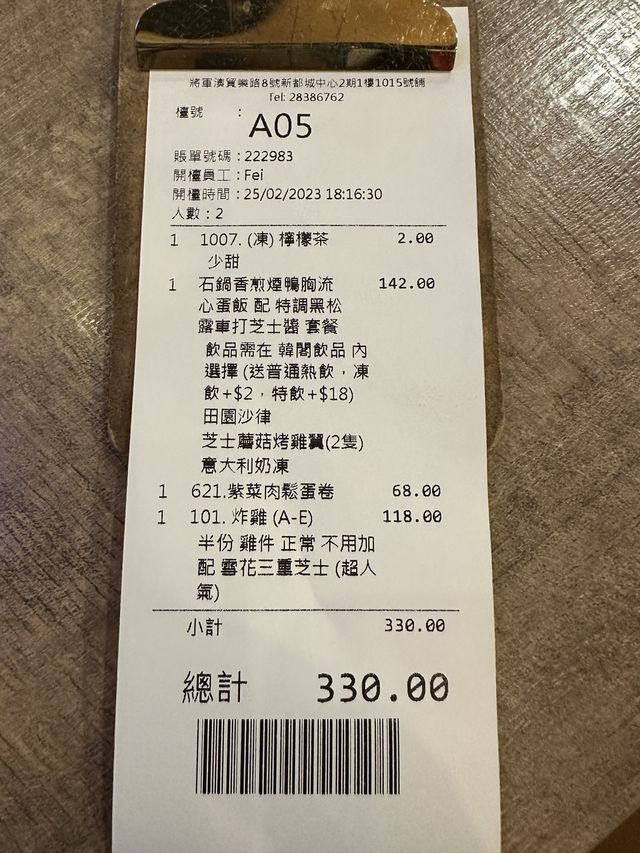 將軍澳貿業路8號新都城中心2期1樓1015號舖
Tel: 28386762
檯號 : A05
賬單號碼：222983
開檯員工：Fei
開檯時間：25/02/2023 18:16:30
人數：2
1 1007. (凍) 檸檬茶 2.00
少甜
1 石鍋香煎煙鴨胸流 142.00
心蛋飯 配 特調黑松
露車打芝士醬 套餐
飲品需在 韓閣飲品 內
選擇 (送普通熱飲，凍
飲+$2，特飲+$18)
田園沙律
芝士蘑菇烤雞翼(2隻)
意大利奶凍
1 621.紫菜肉鬆蛋卷 68.00
1 101. 炸雞 (A-E) 118.00
半份 雞件 正常 不用加
配 雪花三重芝士 (超人
氣)
小計 330.00
總計 330.00